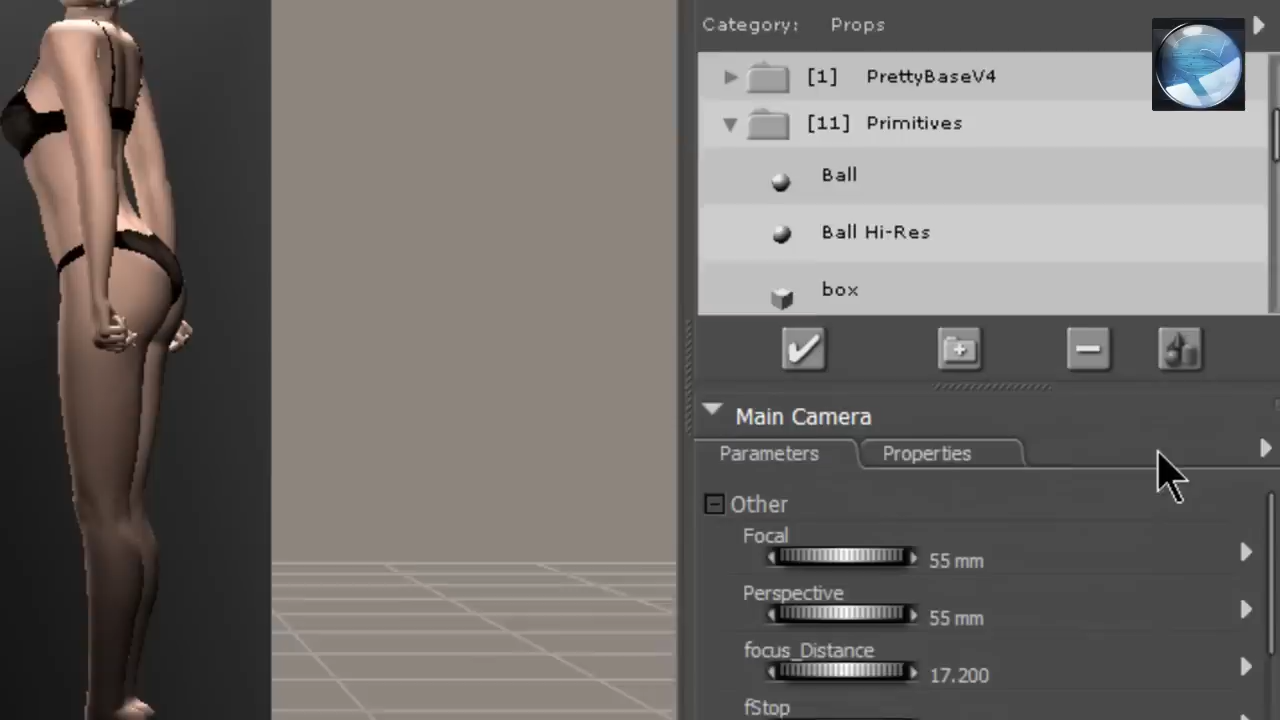 Category: Props
[1] PrettyBaseV4
[11] Primitives
Ball
Ball Hi-Res
box
Main Camera
Parameters Properties
Other
Focal
55 mm
Perspective
55 mm
focus_Distance
17.200
fStop